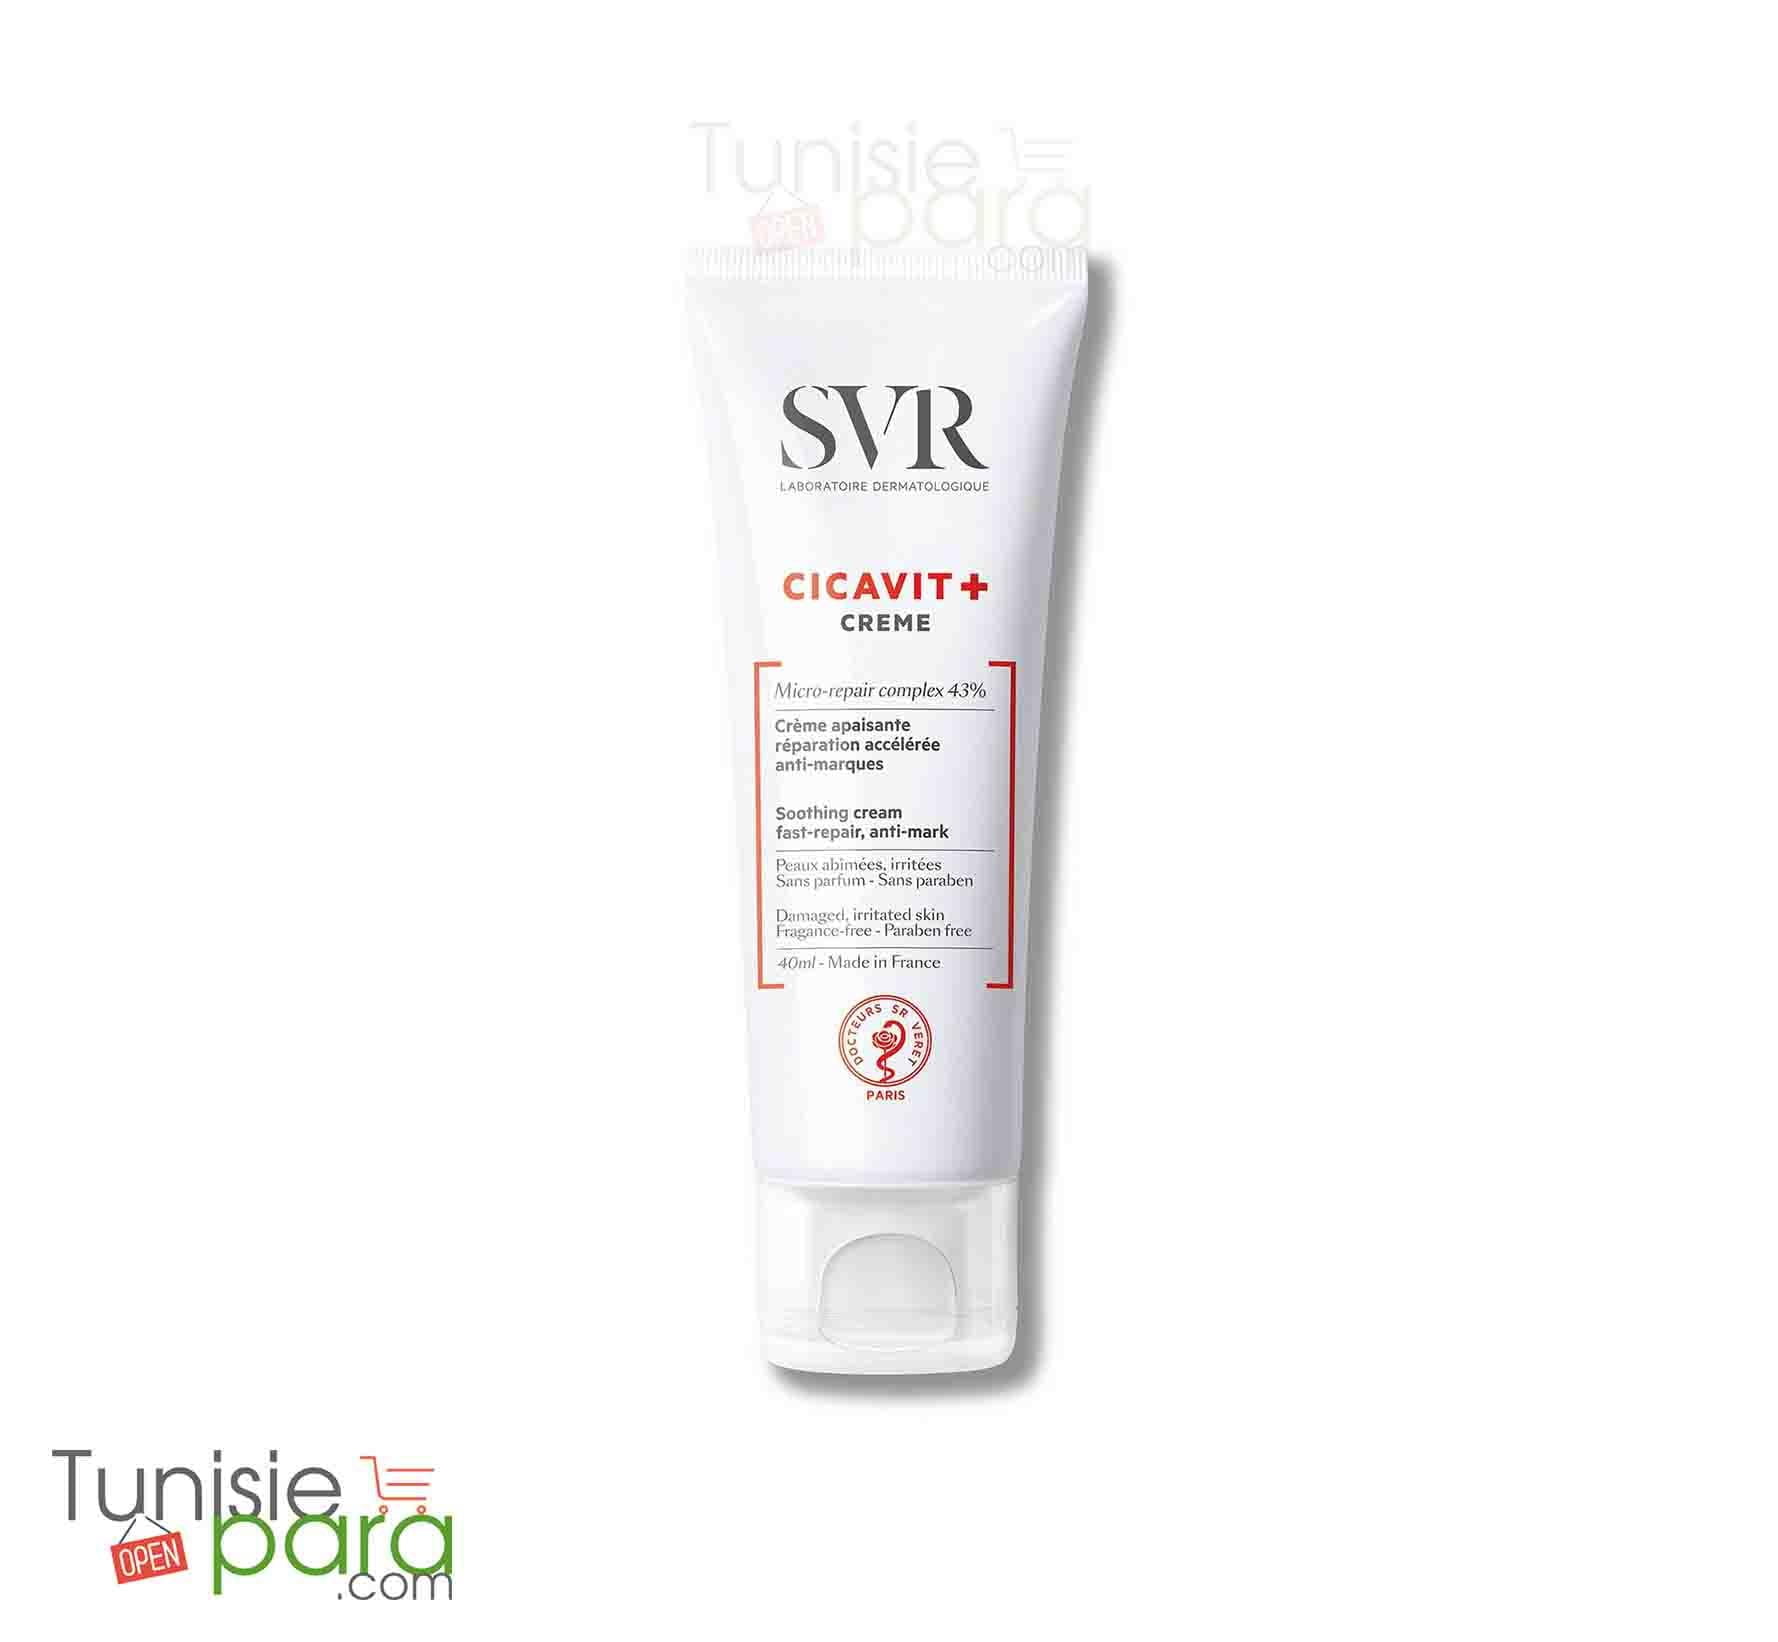 Tunisie
OPEN para
.com
SVR
LABORATOIRE DERMATOLOGIQUE
CICAVIT+
CREME
Micro-repair complex 43%
Crème apaisante
réparation accélérée
anti-marques
Soothing cream
fast-repair, anti-mark
Peaux abîmées, irritées
Sans parfum - Sans paraben
Damaged, irritated skin
Fragance-free - Paraben free
40ml - Made in France
DOCTEURS SR VERET
PARIS
Tunisie
OPEN para
.com